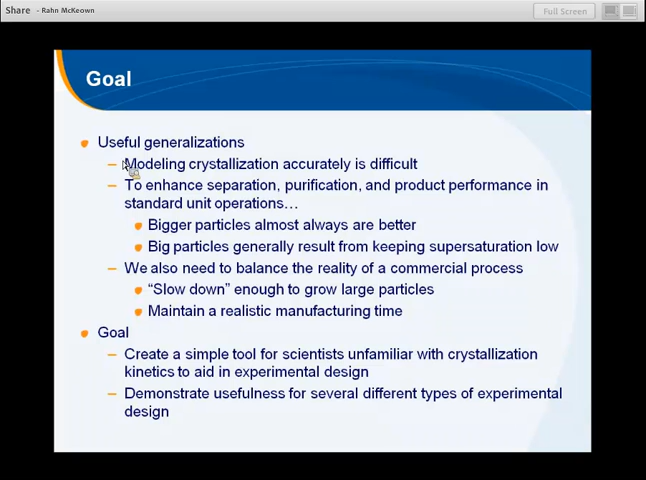 Share - Rahn McKeown
Full Screen
Goal
Useful generalizations
– Modeling crystallization accurately is difficult
– To enhance separation, purification, and product performance in
standard unit operations…
Bigger particles almost always are better
Big particles generally result from keeping supersaturation low
– We also need to balance the reality of a commercial process
“Slow down” enough to grow large particles
Maintain a realistic manufacturing time
Goal
– Create a simple tool for scientists unfamiliar with crystallization
kinetics to aid in experimental design
– Demonstrate usefulness for several different types of experimental
design